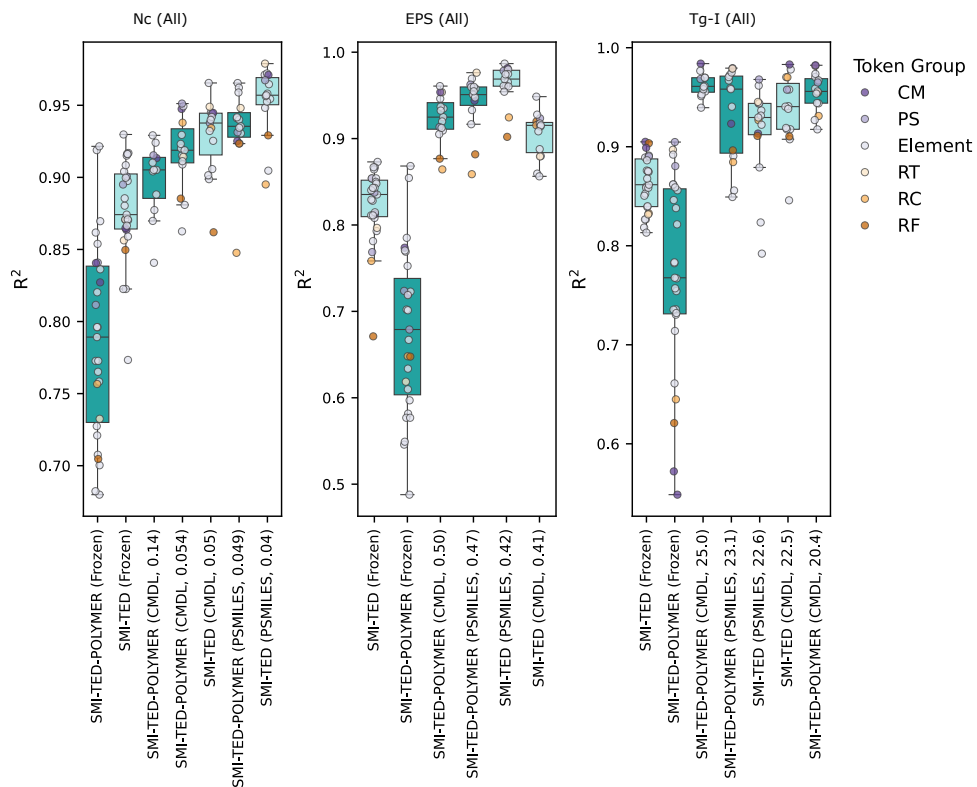 Nc (All)
0.95
0.90
0.85
0.80
0.75
0.70
R²
SMI-TED-POLYMER (Frozen)
SMI-TED (Frozen)
SMI-TED-POLYMER (CMDL, 0.14)
SMI-TED-POLYMER (CMDL, 0.054)
SMI-TED (CMDL, 0.05)
SMI-TED-POLYMER (PSMILES, 0.049)
SMI-TED (PSMILES, 0.04)
EPS (All)
1.0
0.9
0.8
0.7
0.6
0.5
R²
SMI-TED (Frozen)
SMI-TED-POLYMER (Frozen)
SMI-TED-POLYMER (CMDL, 0.50)
SMI-TED-POLYMER (PSMILES, 0.47)
SMI-TED (PSMILES, 0.42)
SMI-TED (CMDL, 0.41)
Tg-I (All)
1.0
0.9
0.8
0.7
0.6
R²
SMI-TED (Frozen)
SMI-TED-POLYMER (Frozen)
SMI-TED-POLYMER (CMDL, 25.0)
SMI-TED-POLYMER (PSMILES, 23.1)
SMI-TED (PSMILES, 22.6)
SMI-TED (CMDL, 22.5)
SMI-TED-POLYMER (CMDL, 20.4)
Token Group
CM
PS
Element
RT
RC
RF